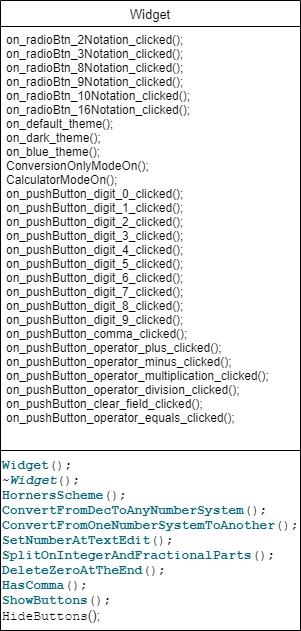 Widget
on_radioBtn_2Notation_clicked();
on_radioBtn_3Notation_clicked();
on_radioBtn_8Notation_clicked();
on_radioBtn_9Notation_clicked();
on_radioBtn_10Notation_clicked();
on_radioBtn_16Notation_clicked();
on_default_theme();
on_dark_theme();
on_blue_theme();
ConversionOnlyModeOn();
CalculatorModeOn();
on_pushButton_digit_0_clicked();
on_pushButton_digit_1_clicked();
on_pushButton_digit_2_clicked();
on_pushButton_digit_3_clicked();
on_pushButton_digit_4_clicked();
on_pushButton_digit_5_clicked();
on_pushButton_digit_6_clicked();
on_pushButton_digit_7_clicked();
on_pushButton_digit_8_clicked();
on_pushButton_digit_9_clicked();
on_pushButton_comma_clicked();
on_pushButton_operator_plus_clicked();
on_pushButton_operator_minus_clicked();
on_pushButton_operator_multiplication_clicked();
on_pushButton_operator_division_clicked();
on_pushButton_clear_field_clicked();
on_pushButton_operator_equals_clicked();
Widget();
~Widget();
HornersScheme();
ConvertFromDecToAnyNumberSystem();
ConvertFromOneNumberSystemToAnother();
SetNumberAtTextEdit();
SplitOnIntegerAndFractionalParts();
DeleteZeroAtTheEnd();
HasComma();
ShowButtons();
HideButtons();